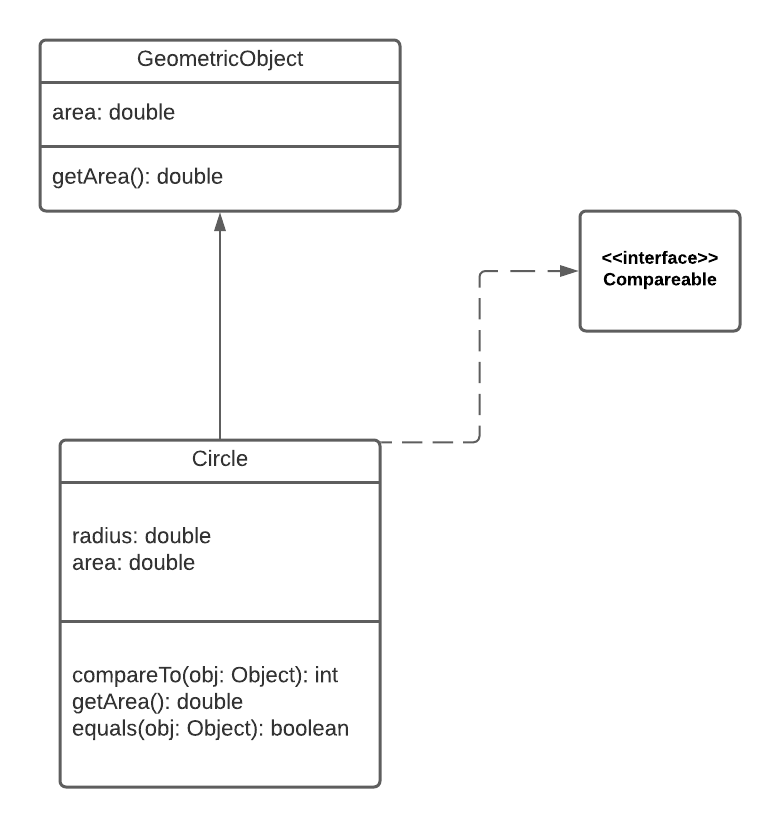 GeometricObject
area: double
getArea(): double
<<interface>>
Compareable
Circle
radius: double
area: double
compareTo(obj: Object): int
getArea(): double
equals(obj: Object): boolean